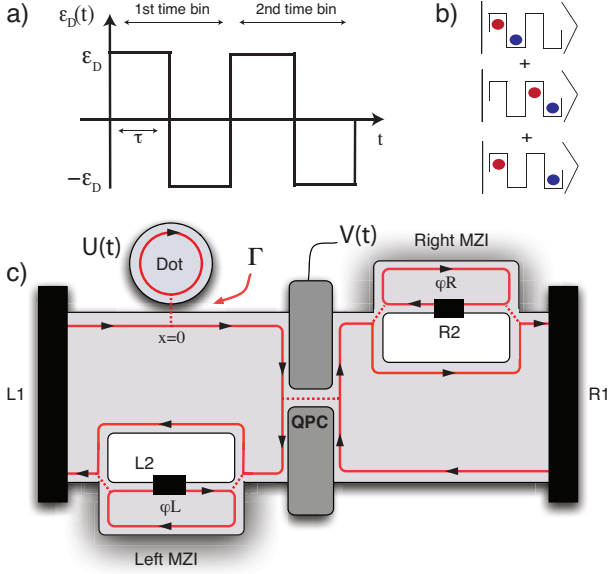 a)
ε_D(t)
1st time bin
2nd time bin
ε_D
τ
t
−ε_D
b)
+
+
c)
U(t)
Dot
Γ
V(t)
Right MZI
φR
R2
x=0
L1
R1
QPC
L2
φL
Left MZI